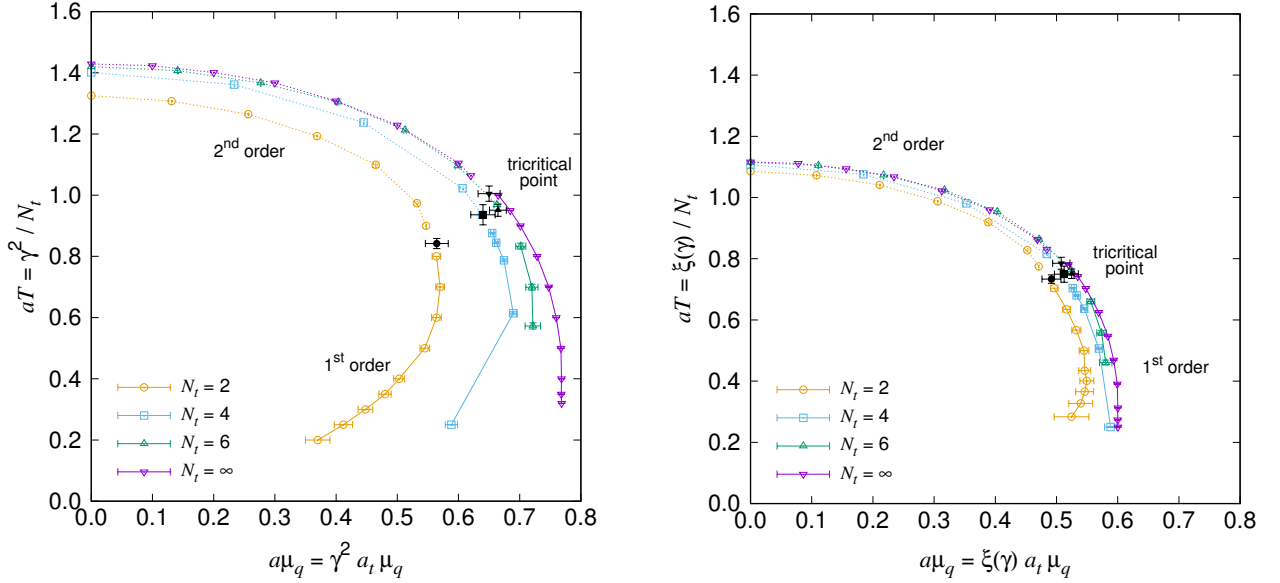 1.6
1.4
1.2
1.0
0.8
0.6
0.4
0.2
0.0
0.0 0.1 0.2 0.3 0.4 0.5 0.6 0.7 0.8
aT = γ² / Nₜ
aμ_q = γ² aₜ μ_q
2ⁿᵈ order
tricritical
point
1ˢᵗ order
Nₜ = 2
Nₜ = 4
Nₜ = 6
Nₜ = ∞
1.6
1.4
1.2
1.0
0.8
0.6
0.4
0.2
0.0
0.0 0.1 0.2 0.3 0.4 0.5 0.6 0.7 0.8
aT = ξ(γ) / Nₜ
aμ_q = ξ(γ) aₜ μ_q
2ⁿᵈ order
tricritical
point
1ˢᵗ order
Nₜ = 2
Nₜ = 4
Nₜ = 6
Nₜ = ∞